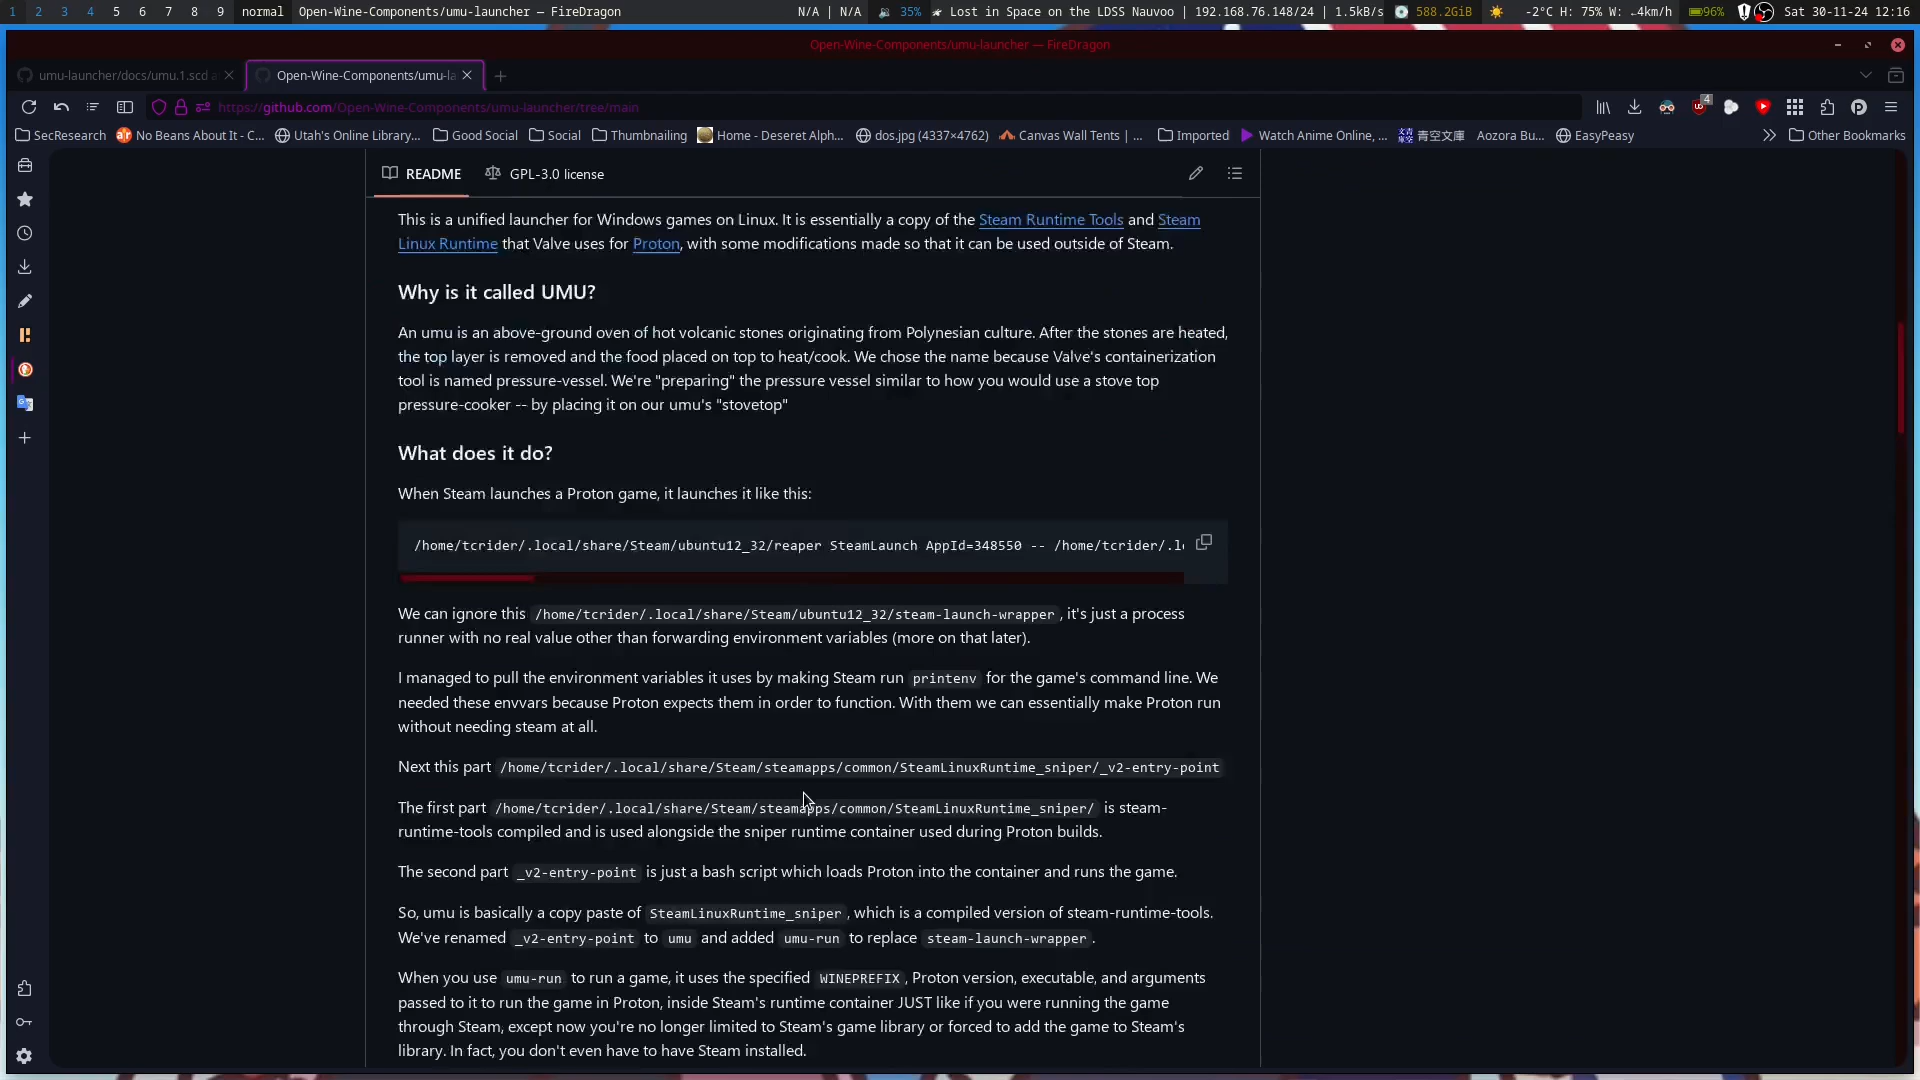 1 2 3 4 5 6 7 8 9 normal Open-Wine-Components/umu-launcher — FireDragon N/A | N/A 35% Lost in Space on the LDSS Nauvoo | 192.168.76.148/24 | 1.5kB/s 588.2GiB -2°C H: 75% W: ←4km/h 96% Sat 30-11-24 12:16
Open-Wine-Components/umu-launcher — FireDragon
umu-launcher/docs/umu.1.scd a Open-Wine-Components/umu-la
https://github.com/Open-Wine-Components/umu-launcher/tree/main 4
SecResearch No Beans About It - C... Utah's Online Library... Good Social Social Thumbnailing Home - Deseret Alph... dos.jpg (4337×4762) Canvas Wall Tents | ... Imported Watch Anime Online, ... 青空文庫 Aozora Bu... EasyPeasy Other Bookmarks
README GPL-3.0 license
This is a unified launcher for Windows games on Linux. It is essentially a copy of the Steam Runtime Tools and Steam
Linux Runtime that Valve uses for Proton, with some modifications made so that it can be used outside of Steam.
Why is it called UMU?
An umu is an above-ground oven of hot volcanic stones originating from Polynesian culture. After the stones are heated,
the top layer is removed and the food placed on top to heat/cook. We chose the name because Valve's containerization
tool is named pressure-vessel. We're "preparing" the pressure vessel similar to how you would use a stove top
pressure-cooker -- by placing it on our umu's "stovetop"
What does it do?
When Steam launches a Proton game, it launches it like this:
/home/tcrider/.local/share/Steam/ubuntu12_32/reaper SteamLaunch AppId=348550 -- /home/tcrider/.lo
We can ignore this /home/tcrider/.local/share/Steam/ubuntu12_32/steam-launch-wrapper, it's just a process
runner with no real value other than forwarding environment variables (more on that later).
I managed to pull the environment variables it uses by making Steam run printenv for the game's command line. We
needed these envvars because Proton expects them in order to function. With them we can essentially make Proton run
without needing steam at all.
Next this part /home/tcrider/.local/share/Steam/steamapps/common/SteamLinuxRuntime_sniper/_v2-entry-point
The first part /home/tcrider/.local/share/Steam/steamapps/common/SteamLinuxRuntime_sniper/ is steam-
runtime-tools compiled and is used alongside the sniper runtime container used during Proton builds.
The second part _v2-entry-point is just a bash script which loads Proton into the container and runs the game.
So, umu is basically a copy paste of SteamLinuxRuntime_sniper, which is a compiled version of steam-runtime-tools.
We've renamed _v2-entry-point to umu and added umu-run to replace steam-launch-wrapper.
When you use umu-run to run a game, it uses the specified WINEPREFIX, Proton version, executable, and arguments
passed to it to run the game in Proton, inside Steam's runtime container JUST like if you were running the game
through Steam, except now you're no longer limited to Steam's game library or forced to add the game to Steam's
library. In fact, you don't even have to have Steam installed.